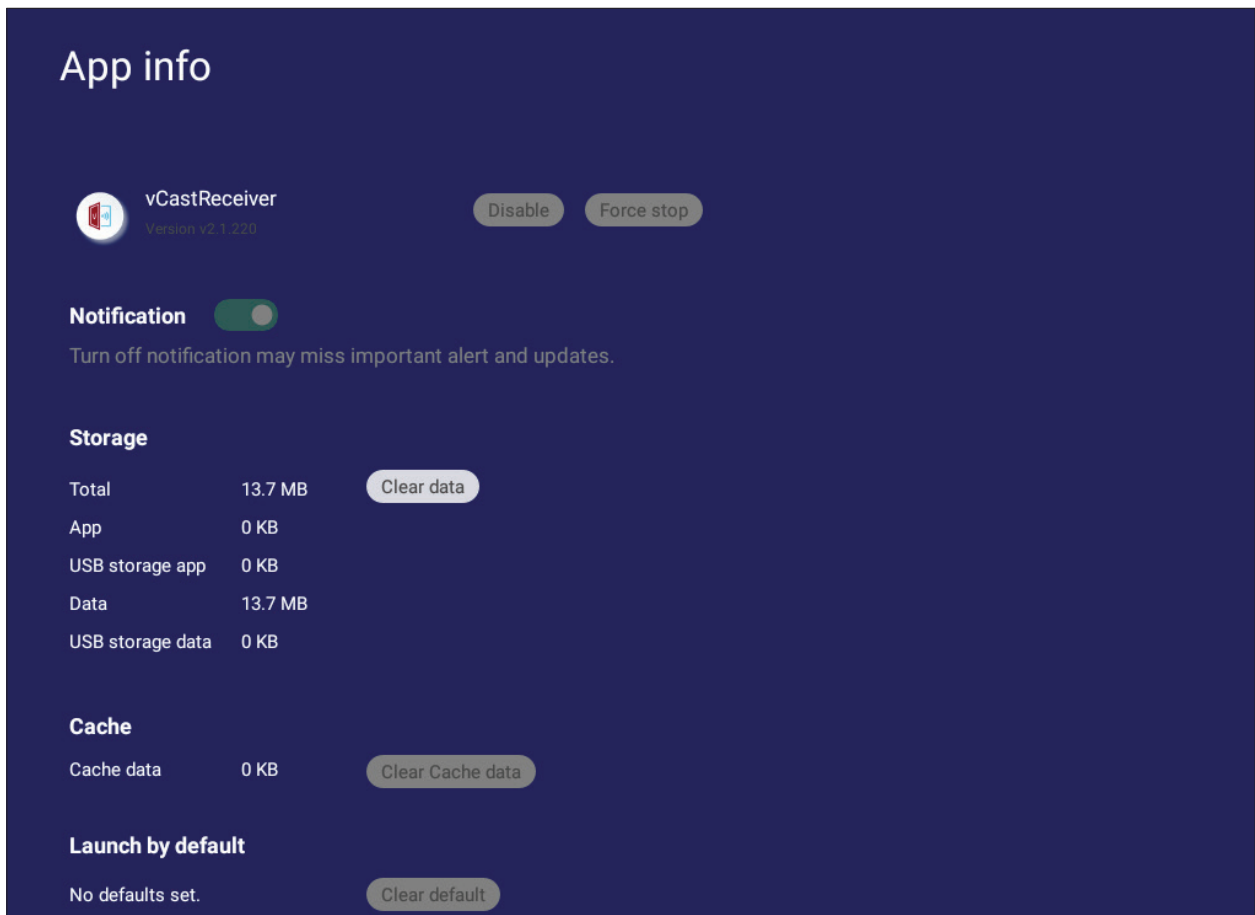 App info
vCastReceiver
Version v2.1.220
Disable
Force stop
Notification
Turn off notification may miss important alert and updates.
Storage
Total 13.7 MB Clear data
App 0 KB
USB storage app 0 KB
Data 13.7 MB
USB storage data 0 KB
Cache
Cache data 0 KB Clear Cache data
Launch by default
No defaults set. Clear default